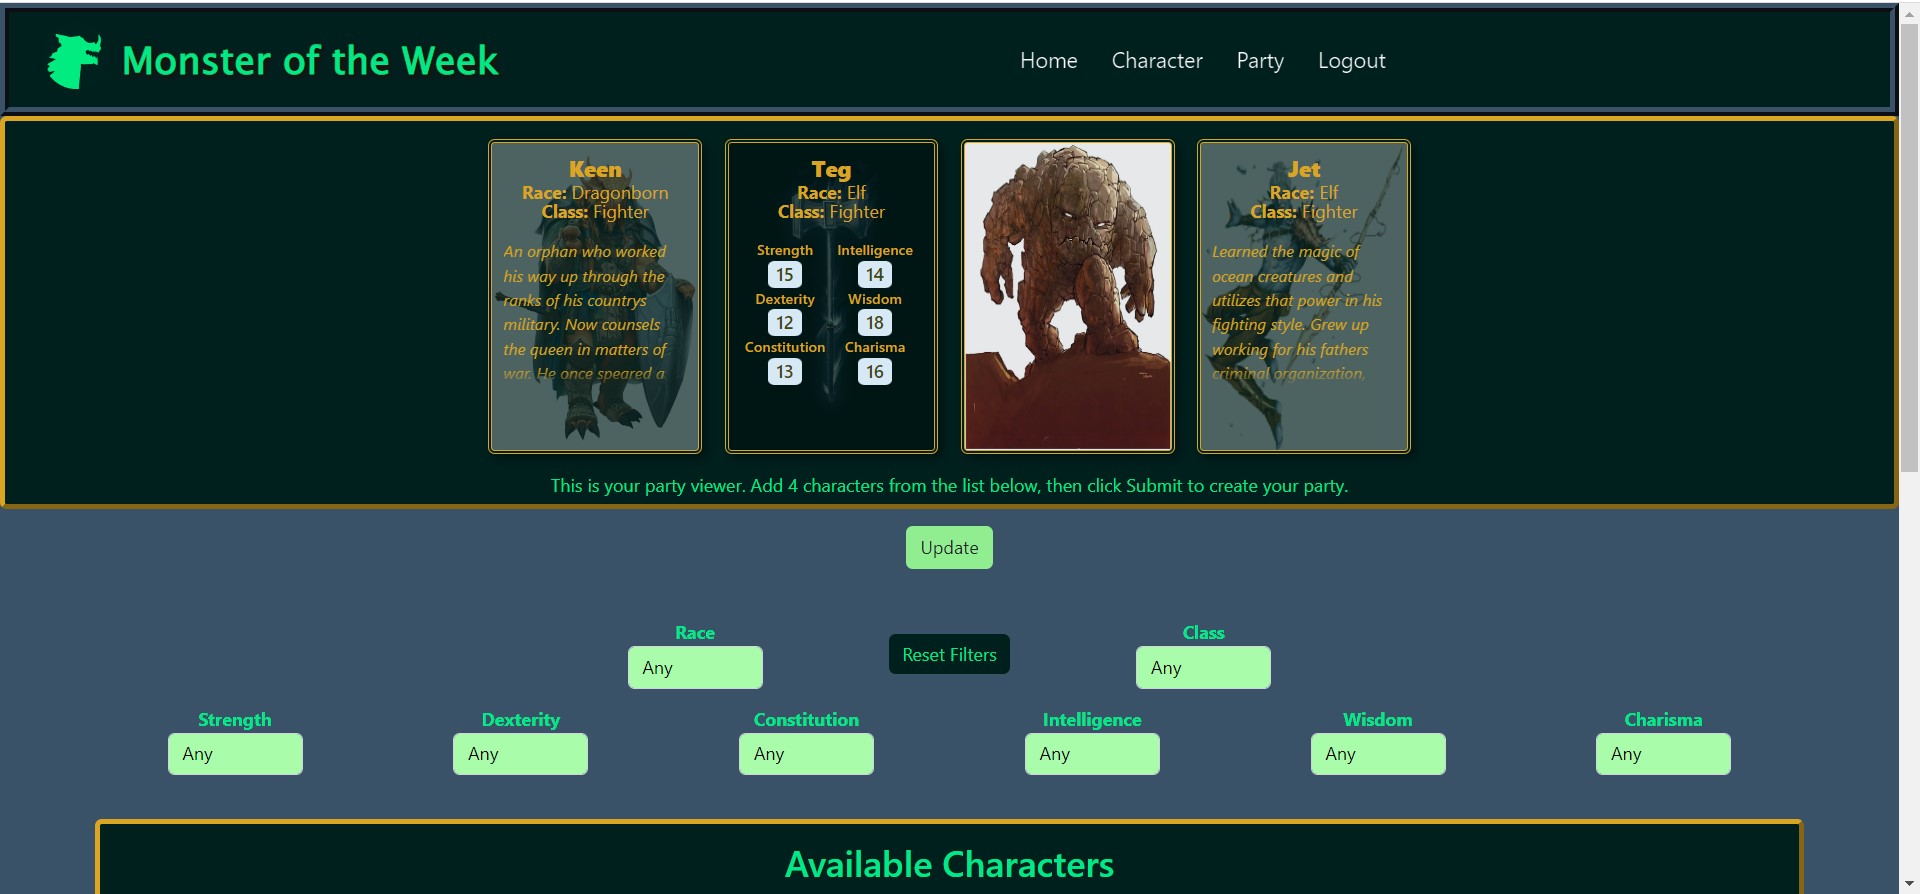 Monster of the Week
Home Character Party Logout
Keen
Race: Dragonborn
Class: Fighter
An orphan who worked
his way up through the
ranks of his countrys
military. Now counsels
the queen in matters of
war. He once speared a
Teg
Race: Elf
Class: Fighter
Strength Intelligence
15 14
Dexterity Wisdom
12 18
Constitution Charisma
13 16
Jet
Race: Elf
Class: Fighter
Learned the magic of
ocean creatures and
utilizes that power in his
fighting style. Grew up
working for his fathers
criminal organization,
This is your party viewer. Add 4 characters from the list below, then click Submit to create your party.
Update
Race Class
Any Reset Filters Any
Strength Dexterity Constitution Intelligence Wisdom Charisma
Any Any Any Any Any Any
Available Characters